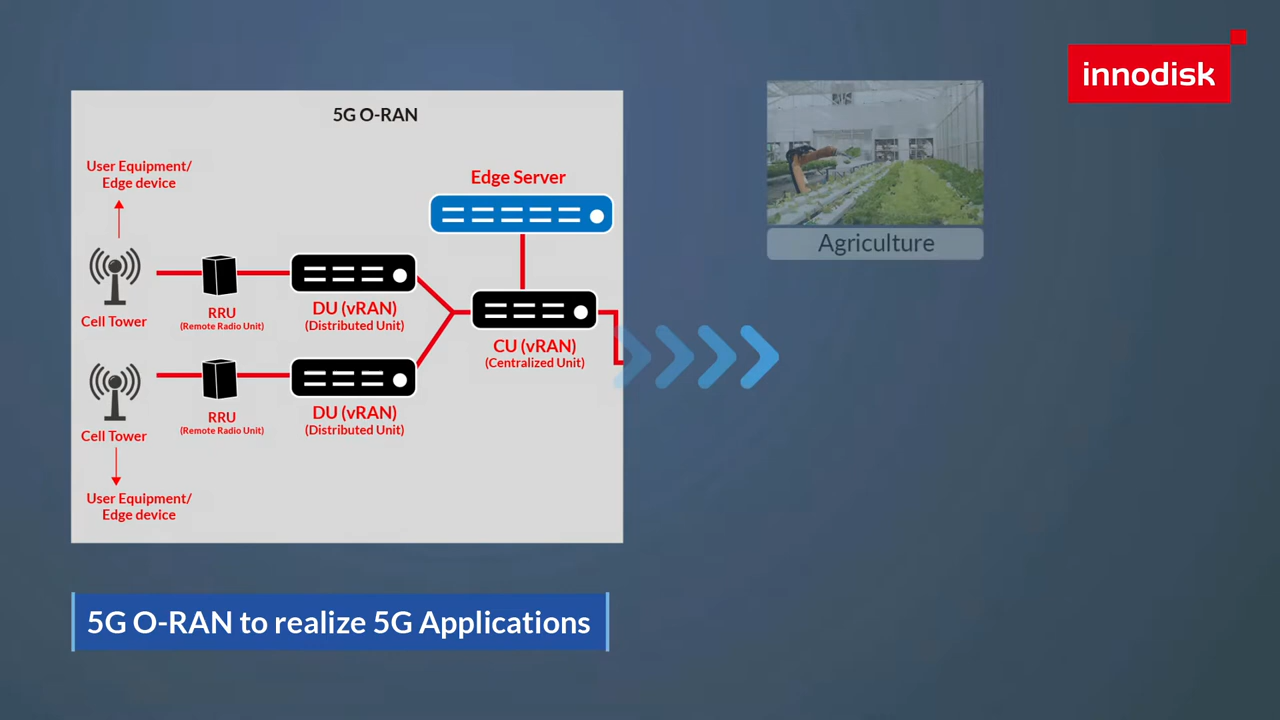 innodisk
5G O-RAN
User Equipment/
Edge device
Edge Server
Cell Tower
RRU
(Remote Radio Unit)
DU (vRAN)
(Distributed Unit)
CU (vRAN)
(Centralized Unit)
Cell Tower
RRU
(Remote Radio Unit)
DU (vRAN)
(Distributed Unit)
User Equipment/
Edge device
Agriculture
5G O-RAN to realize 5G Applications